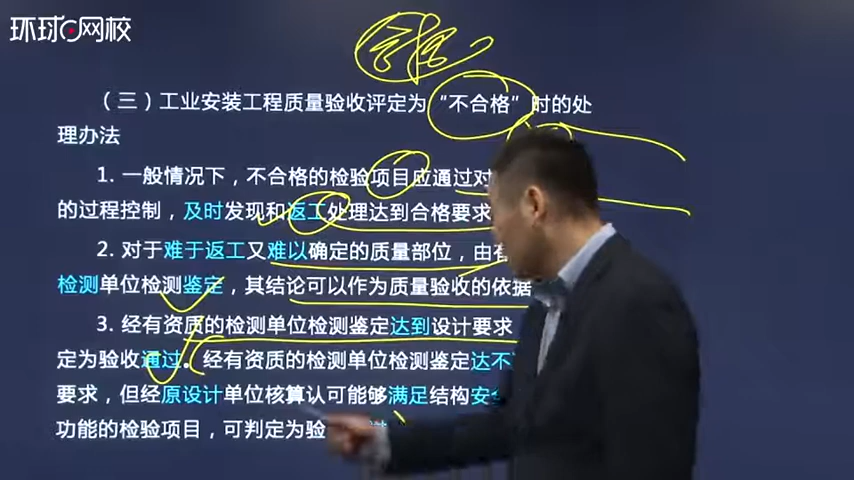 环球网校
合格
（三）工业安装工程质量验收评定为“不合格”时的处
理办法
1. 一般情况下，不合格的检验项目应通过对
的过程控制，及时发现和返工处理达到合格要求
2. 对于难于返工又难以确定的质量部位，由有
检测单位检测鉴定，其结论可以作为质量验收的依据
3. 经有资质的检测单位检测鉴定达到设计要求
定为验收通过。经有资质的检测单位检测鉴定达不
要求，但经原设计单位核算认可能够满足结构安全
功能的检验项目，可判定为验